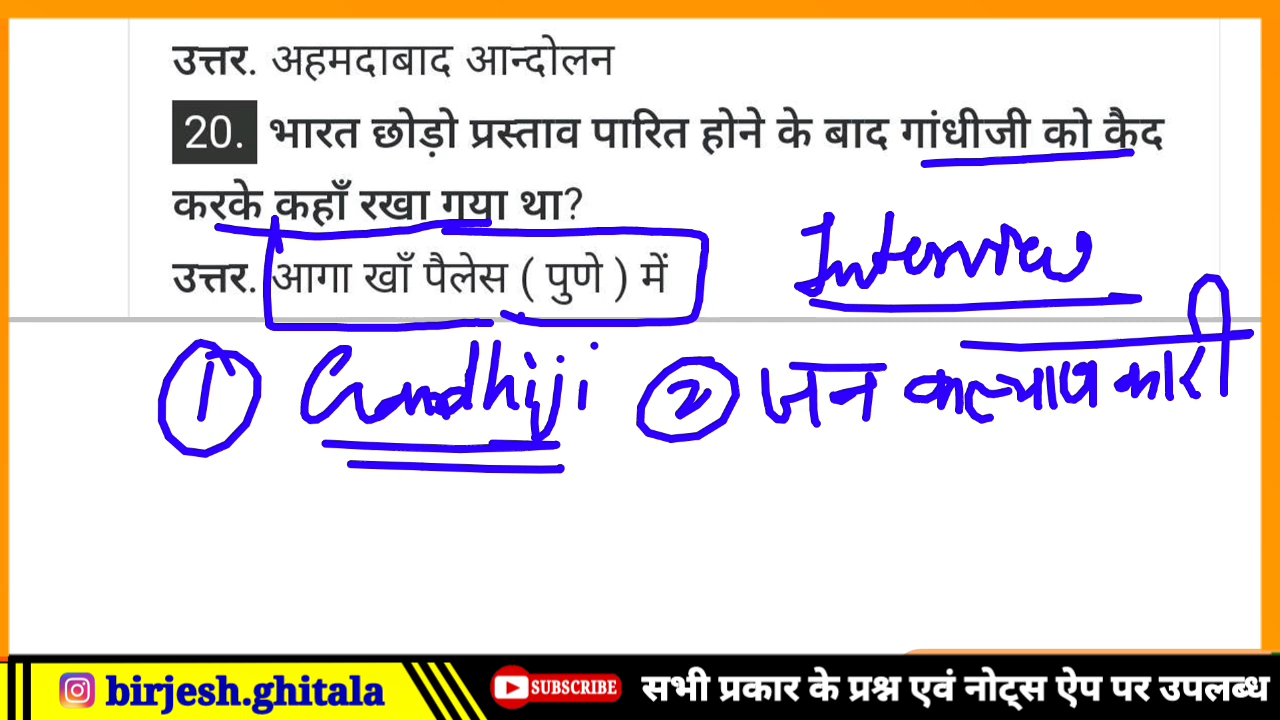 उत्तर. अहमदाबाद आन्दोलन
20. भारत छोड़ो प्रस्ताव पारित होने के बाद गांधीजी को कैद
करके कहाँ रखा गया था?
उत्तर. आगा खाँ पैलेस ( पुणे ) में
Interview
1 Gandhiji 2 जन कल्याणकारी
birjesh.ghitala SUBSCRIBE सभी प्रकार के प्रश्न एवं नोट्स ऐप पर उपलब्ध